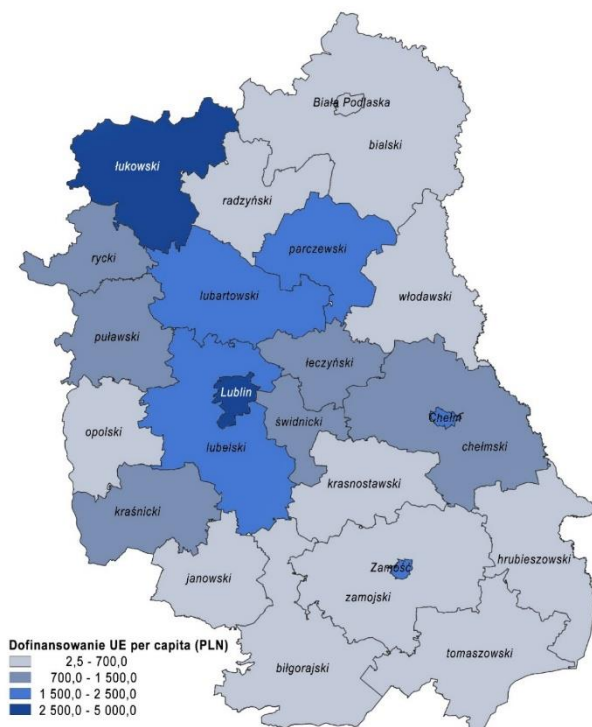 Biała Podlaska
bialski
łukowski
radzyński
parczewski
rycki
lubartowski
włodawski
puławski
łęczyński
Lublin
Chełm
opolski
świdnicki
lubelski
chełmski
krasnostawski
kraśnicki
hrubieszowski
Zamość
janowski
zamojski
tomaszowski
biłgorajski
Dofinansowanie UE per capita (PLN)
2,5 - 700,0
700,0 - 1 500,0
1 500,0 - 2 500,0
2 500,0 - 5 000,0